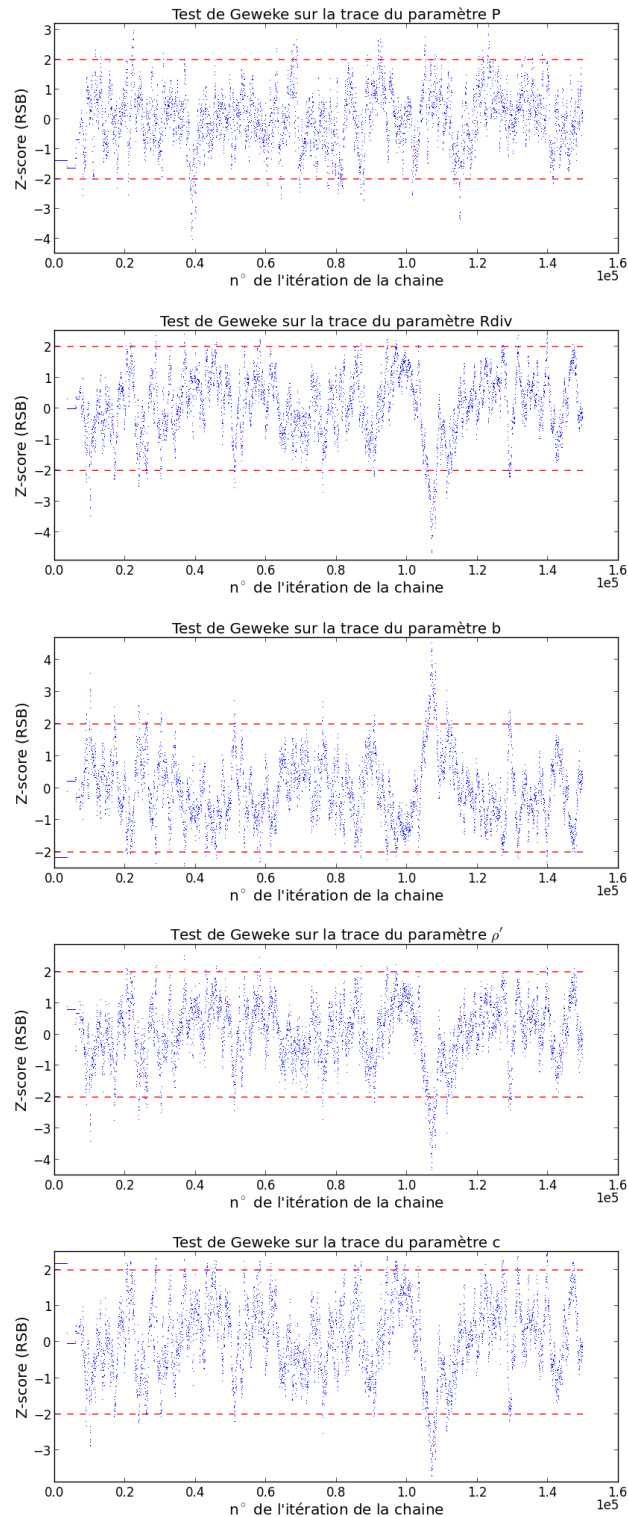 Test de Geweke sur la trace du paramètre P
Z-score (RSB)
3
2
1
0
−1
−2
−3
−4
0.0 0.2 0.4 0.6 0.8 1.0 1.2 1.4 1.6
1e5
n° de l'itération de la chaine
Test de Geweke sur la trace du paramètre Rdiv
Z-score (RSB)
2
1
0
−1
−2
−3
−4
0.0 0.2 0.4 0.6 0.8 1.0 1.2 1.4 1.6
1e5
n° de l'itération de la chaine
Test de Geweke sur la trace du paramètre b
Z-score (RSB)
4
3
2
1
0
−1
−2
0.0 0.2 0.4 0.6 0.8 1.0 1.2 1.4 1.6
1e5
n° de l'itération de la chaine
Test de Geweke sur la trace du paramètre ρ′
Z-score (RSB)
2
1
0
−1
−2
−3
−4
0.0 0.2 0.4 0.6 0.8 1.0 1.2 1.4 1.6
1e5
n° de l'itération de la chaine
Test de Geweke sur la trace du paramètre c
Z-score (RSB)
2
1
0
−1
−2
−3
0.0 0.2 0.4 0.6 0.8 1.0 1.2 1.4 1.6
1e5
n° de l'itération de la chaine